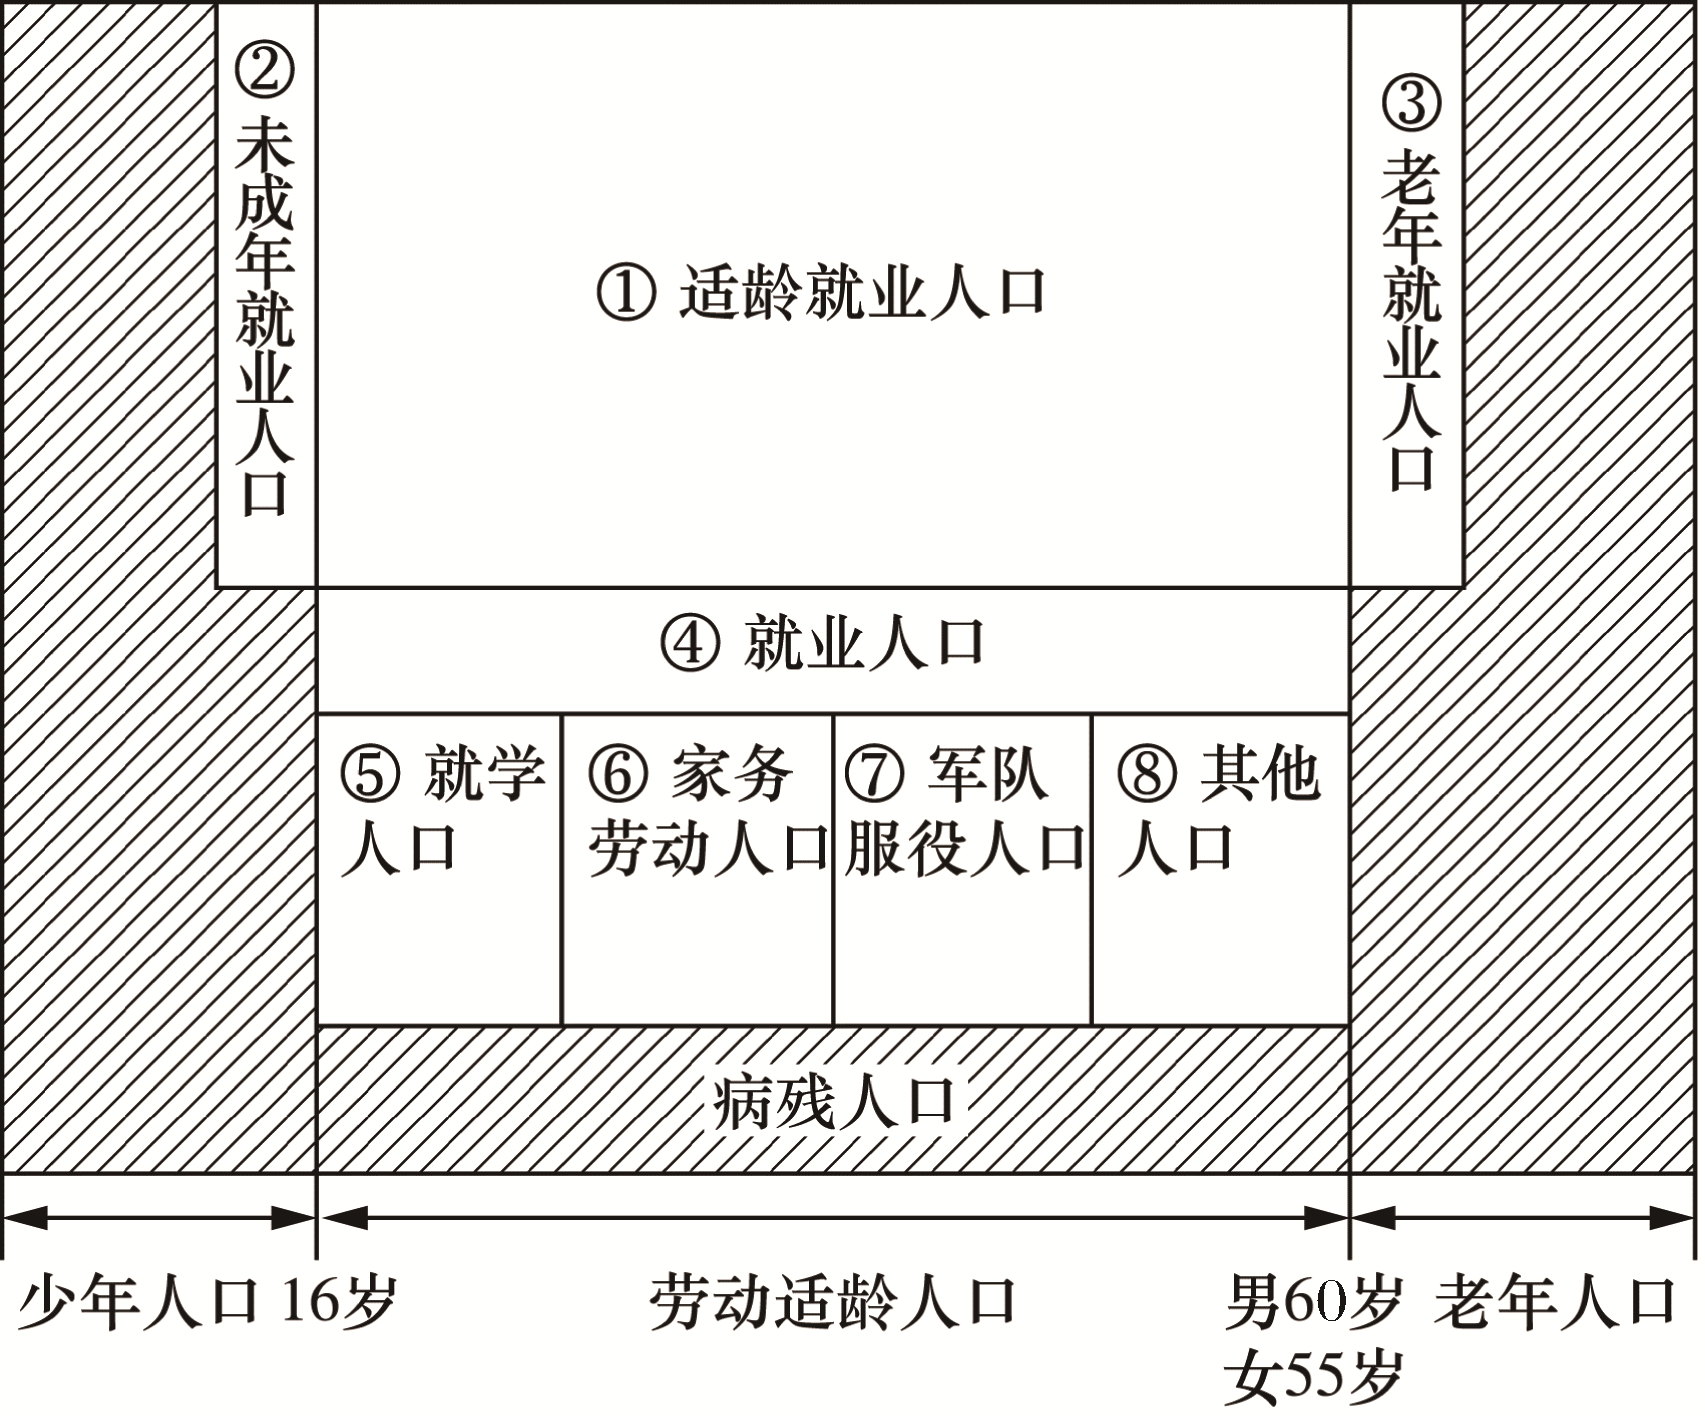 ② 未成年就业人口
① 适龄就业人口
③ 老年就业人口
④ 就业人口
⑤ 就学
人口
⑥ 家务
劳动人口
⑦ 军队
服役人口
⑧ 其他
人口
病残人口
少年人口 16岁
劳动适龄人口
男60岁
女55岁
老年人口